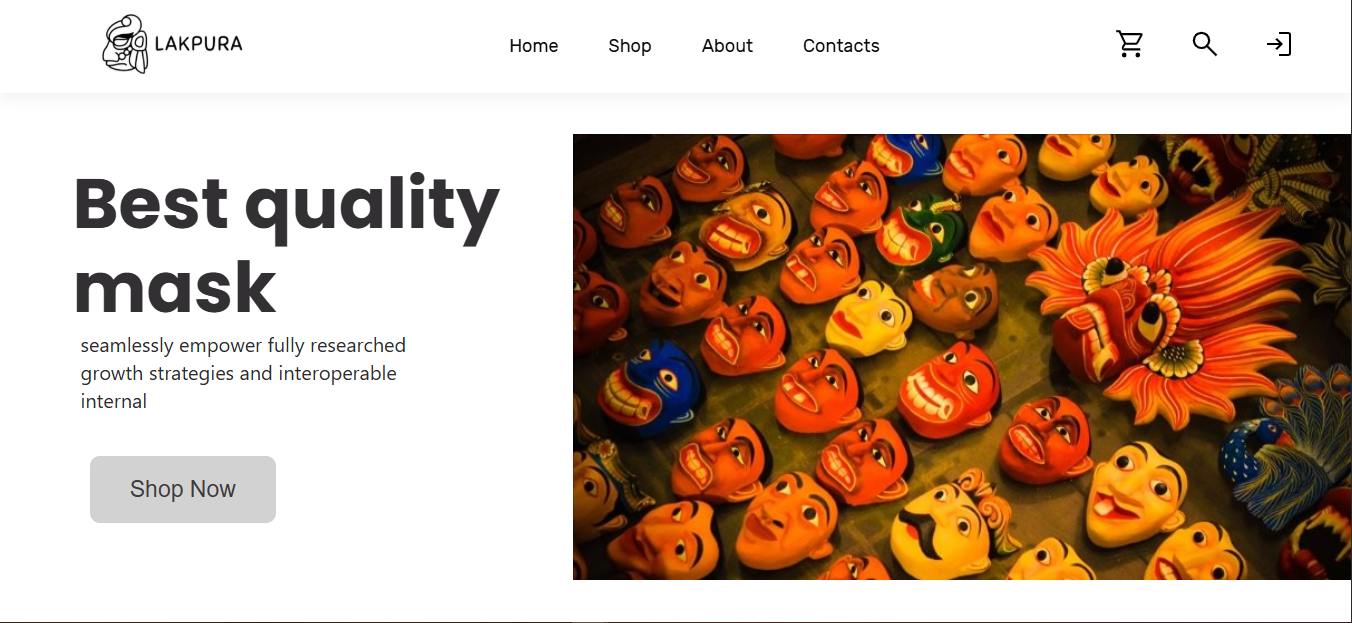 LAKPURA
Home Shop About Contacts
Best quality
mask
seamlessly empower fully researched
growth strategies and interoperable
internal
Shop Now